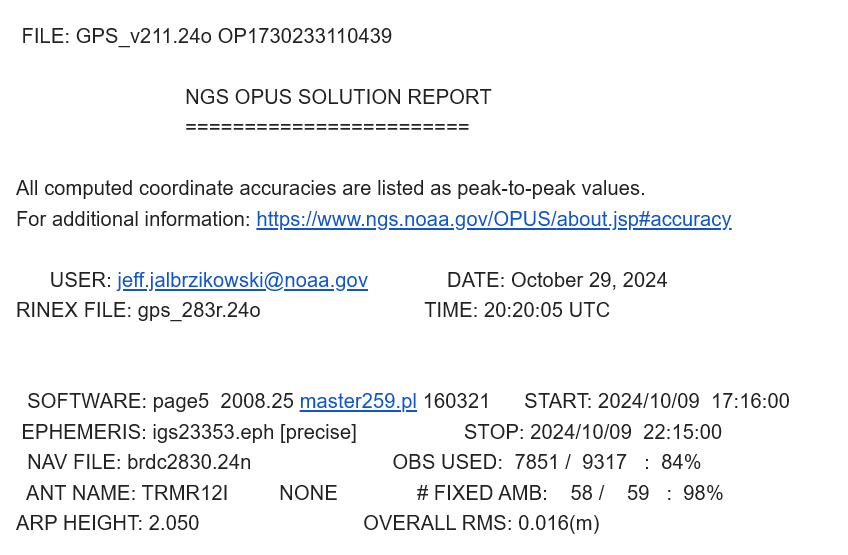 FILE: GPS_v211.24o OP1730233110439
NGS OPUS SOLUTION REPORT
========================
All computed coordinate accuracies are listed as peak-to-peak values.
For additional information: https://www.ngs.noaa.gov/OPUS/about.jsp#accuracy
USER: jeff.jalbrzikowski@noaa.gov DATE: October 29, 2024
RINEX FILE: gps_283r.24o TIME: 20:20:05 UTC
SOFTWARE: page5 2008.25 master259.pl 160321 START: 2024/10/09 17:16:00
EPHEMERIS: igs23353.eph [precise] STOP: 2024/10/09 22:15:00
NAV FILE: brdc2830.24n OBS USED: 7851 / 9317 : 84%
ANT NAME: TRMR12I NONE # FIXED AMB: 58 / 59 : 98%
ARP HEIGHT: 2.050 OVERALL RMS: 0.016(m)